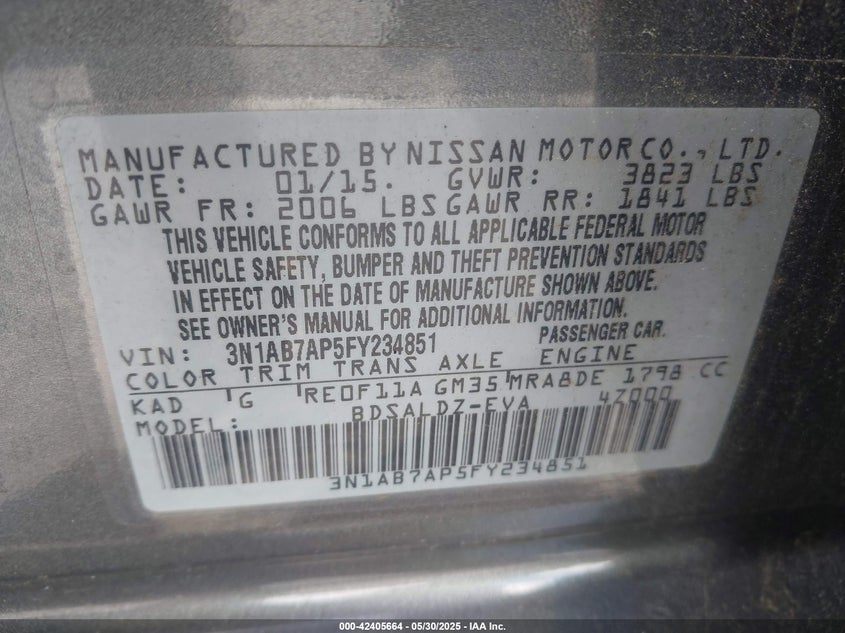 MANUFACTURED BY NISSAN MOTOR CO., LTD.
DATE: 01/15. GVWR: 3823 LBS
GAWR FR: 2006 LBS GAWR RR: 1841 LBS
THIS VEHICLE CONFORMS TO ALL APPLICABLE FEDERAL MOTOR
VEHICLE SAFETY, BUMPER AND THEFT PREVENTION STANDARDS
IN EFFECT ON THE DATE OF MANUFACTURE SHOWN ABOVE.
SEE OWNER'S MANUAL FOR ADDITIONAL INFORMATION.
VIN: 3N1AB7AP5FY234851 PASSENGER CAR.
COLOR TRIM TRANS AXLE ENGINE
KAD G RE0F11A GM35 MRA8DE 1798 CC
MODEL: BDSALDZ-EVA 4Z000
3N1AB7AP5FY234851
000-42405664 - 05/30/2025 - IAA Inc.